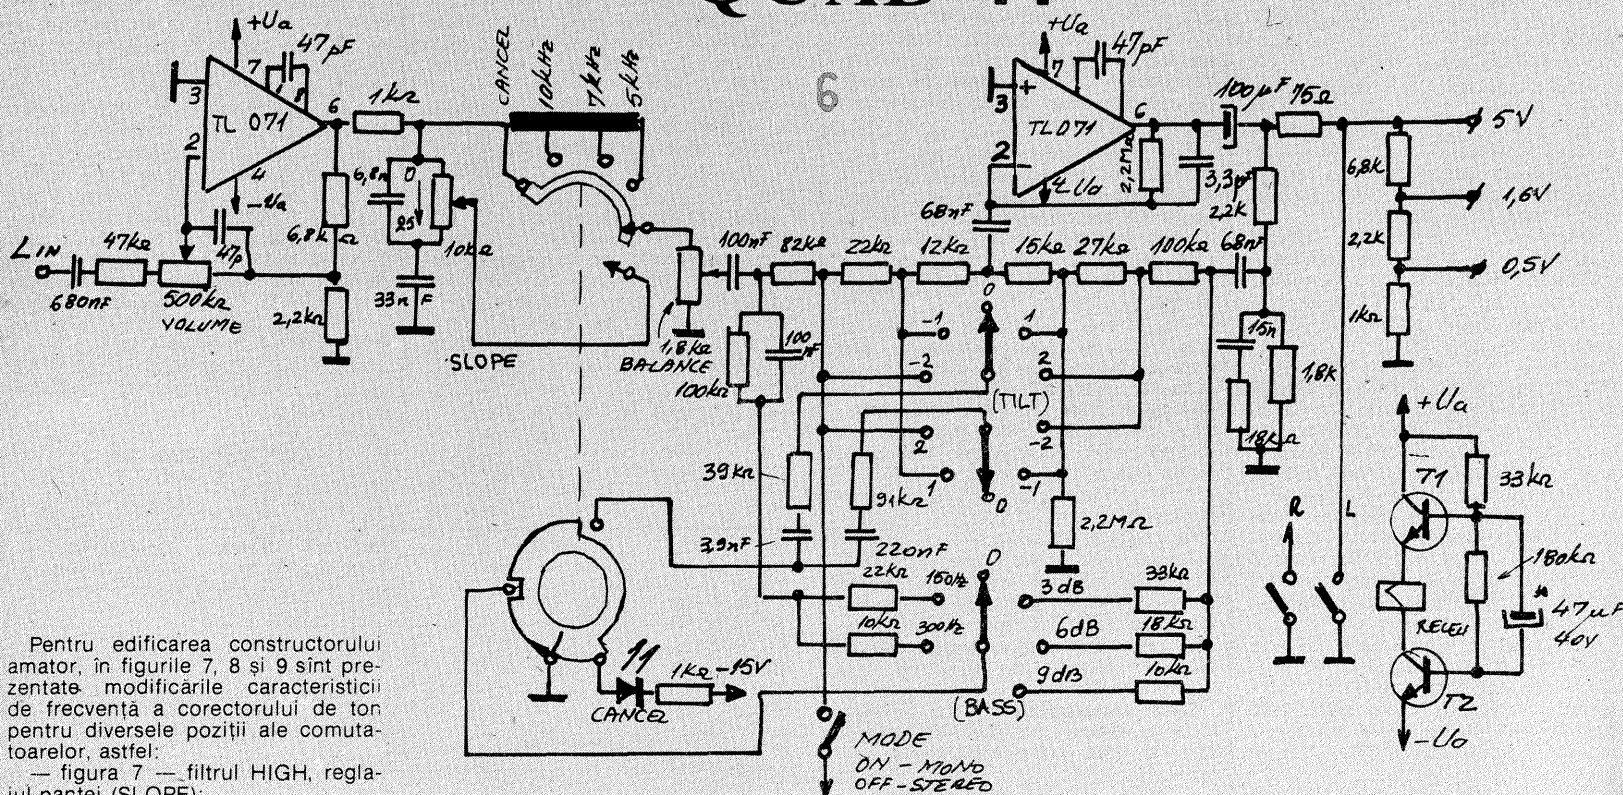 QUAD 44
+Ua
47pF
7
8
3
TL 071
6
2
4
-Ua
1kΩ
CANCEL
10kHz
7kHz
5kHz
6
+Ua
47pF
7
3
+
TL071
6
2
-
4
-Ua
2,2MΩ
3,3pF
100µF
75Ω
5V
6,8k
1,6V
2,2k
0,5V
1kΩ
6,8n
0
25
10kΩ
33nF
6,8kΩ
47p
L IN
680nF
47kΩ
500kΩ
VOLUME
2,2kΩ
SLOPE
1,8kΩ
BALANCE
100nF
82kΩ
22kΩ
12kΩ
68nF
15kΩ
27kΩ
100kΩ
68nF
2,2k
100kΩ
100nF
-1
0
1
-2
2
(TILT)
2
-2
1
0
-1
15n
1,8k
18kΩ
39kΩ
91kΩ
3,9nF
220nF
2,2MΩ
22kΩ
150Hz
0
3dB
33kΩ
10kΩ
300Hz
6dB
18kΩ
9dB
10kΩ
(BASS)
1kΩ
-15V
CANCEL
MODE
ON - MONO
OFF - STEREO
R
L
+Ua
T1
33kΩ
180kΩ
RELEU
47µF
40V
T2
-Ua
Pentru edificarea constructorului
amator, în figurile 7, 8 și 9 sînt pre-
zentate modificările caracteristicii
de frecvență a corectorului de ton
pentru diversele poziții ale comuta-
toarelor, astfel:
— figura 7 — filtrul HIGH, regla-
jul pantei (SLOPE);